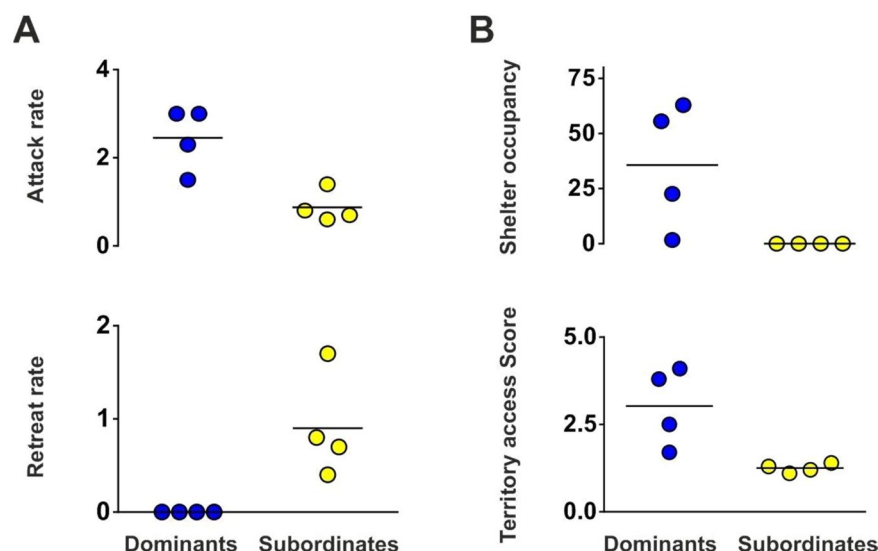 A
B
Attack rate
4
2
0
Shelter occupancy
75
50
25
0
Retreat rate
2
1
0
Dominants Subordinates
Territory access Score
5.0
2.5
0.0
Dominants Subordinates